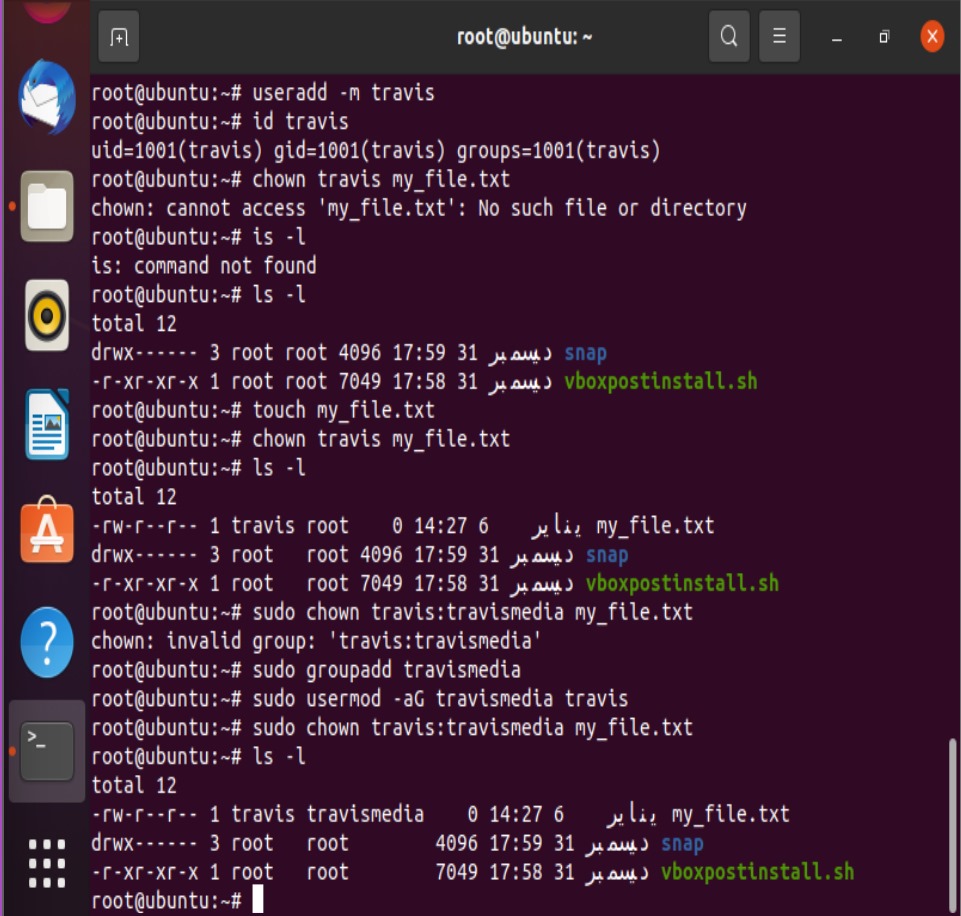 root@ubuntu: ~
root@ubuntu:~# useradd -m travis
root@ubuntu:~# id travis
uid=1001(travis) gid=1001(travis) groups=1001(travis)
root@ubuntu:~# chown travis my_file.txt
chown: cannot access 'my_file.txt': No such file or directory
root@ubuntu:~# is -l
is: command not found
root@ubuntu:~# ls -l
total 12
drwx------ 3 root root 4096 17:59 31 ديسمبر snap
-r-xr-xr-x 1 root root 7049 17:58 31 ديسمبر vboxpostinstall.sh
root@ubuntu:~# touch my_file.txt
root@ubuntu:~# chown travis my_file.txt
root@ubuntu:~# ls -l
total 12
-rw-r--r-- 1 travis root    0 14:27 6    يناير my_file.txt
drwx------ 3 root   root 4096 17:59 31 ديسمبر snap
-r-xr-xr-x 1 root   root 7049 17:58 31 ديسمبر vboxpostinstall.sh
root@ubuntu:~# sudo chown travis:travismedia my_file.txt
chown: invalid group: 'travis:travismedia'
root@ubuntu:~# sudo groupadd travismedia
root@ubuntu:~# sudo usermod -aG travismedia travis
root@ubuntu:~# sudo chown travis:travismedia my_file.txt
root@ubuntu:~# ls -l
total 12
-rw-r--r-- 1 travis travismedia    0 14:27 6    يناير my_file.txt
drwx------ 3 root   root        4096 17:59 31 ديسمبر snap
-r-xr-xr-x 1 root   root        7049 17:58 31 ديسمبر vboxpostinstall.sh
root@ubuntu:~#